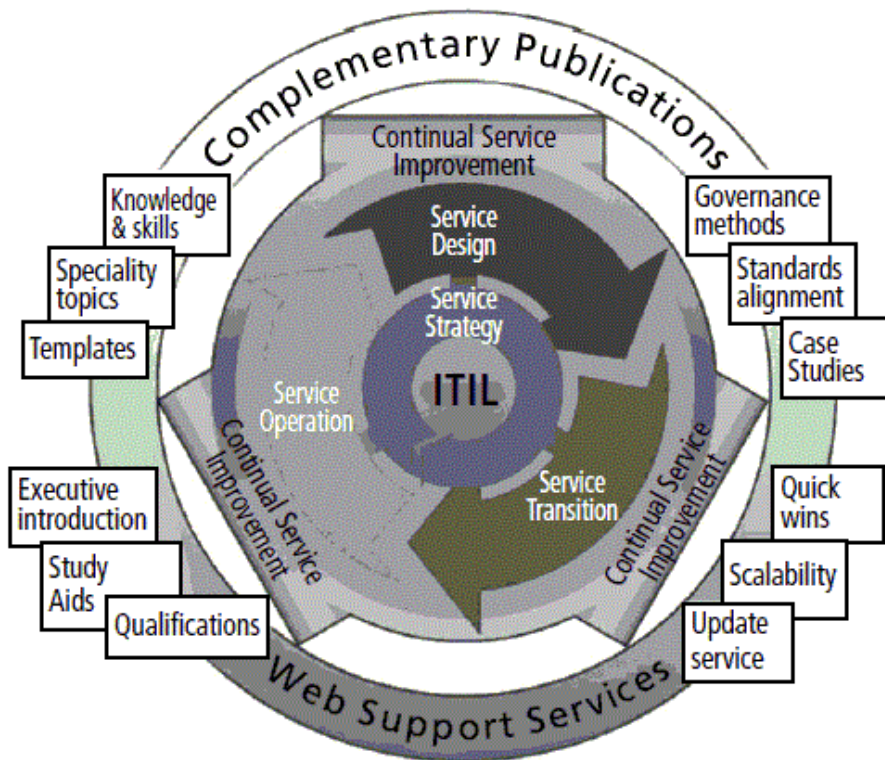 Complementary Publications
Continual Service
Improvement
Knowledge
& skills
Speciality
topics
Templates
Governance
methods
Standards
alignment
Case
Studies
Service
Design
Service
Strategy
ITIL
Service
Operation
Service
Transition
Continual Service
Improvement
Continual Service
Improvement
Executive
introduction
Study
Aids
Qualifications
Quick
wins
Scalability
Update
service
Web Support Services